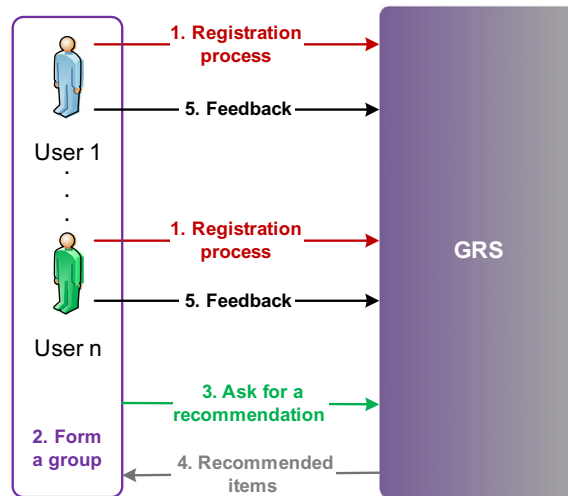 1. Registration
process
5. Feedback
User 1
1. Registration
process
GRS
5. Feedback
User n
3. Ask for a
recommendation
2. Form
a group
4. Recommended
items